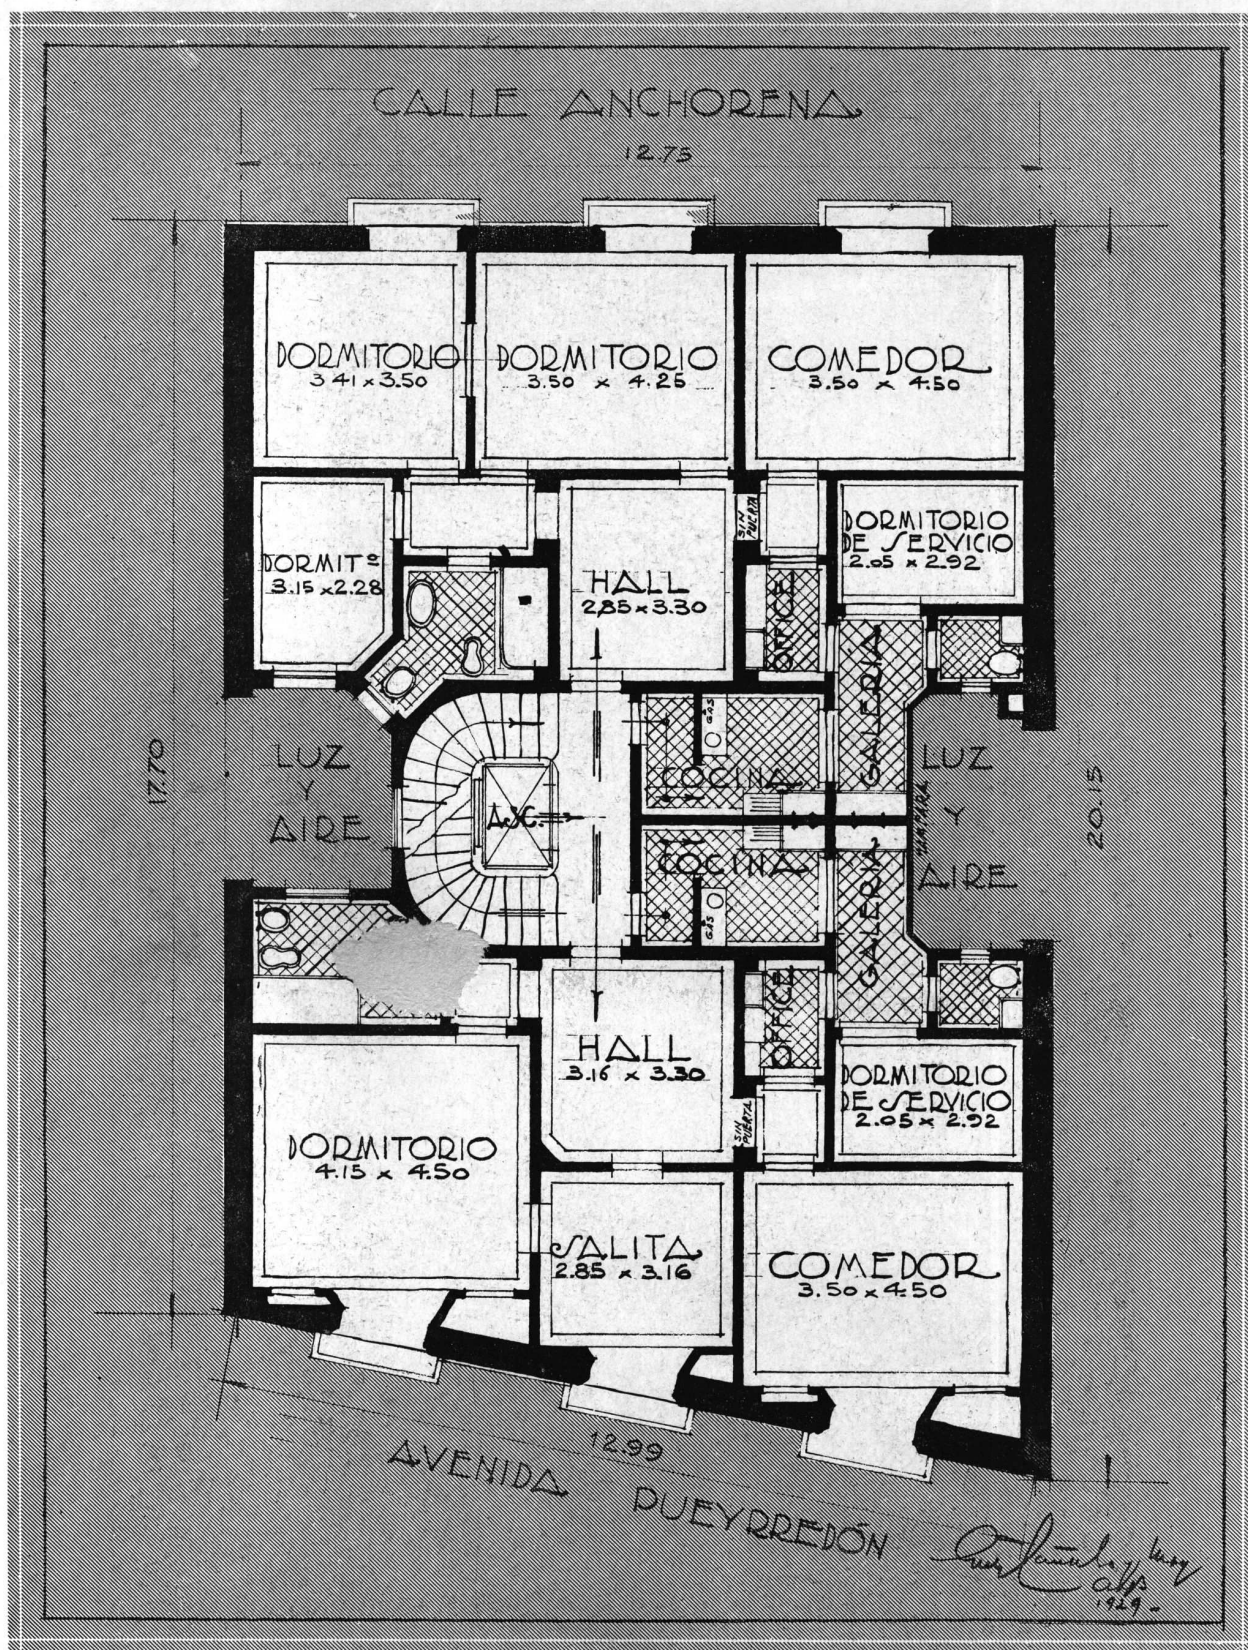 CALLE ANCHORENA
12.75
DORMITORIO
3.41 x 3.50
DORMITORIO
3.50 x 4.25
COMEDOR
3.50 x 4.50
DORMITº
3.15 x 2.28
HALL
2,85 x 3.30
SIN
PUERTA
OFFICE
DORMITORIO
DE SERVICIO
2.05 x 2.92
GALERIA
17.70
LUZ
Y
AIRE
ASC.
GAS
COCINA
MAMPARA
LUZ
Y
AIRE
20.15
COCINA
GAS
GALERIA
HALL
3.16 x 3.30
OFFICE
SIN
PUERTA
DORMITORIO
DE SERVICIO
2.05 x 2.92
DORMITORIO
4.15 x 4.50
SALITA
2.85 x 3.16
COMEDOR
3.50 x 4.50
12.99
AVENIDA PUEYRREDÓN
1929